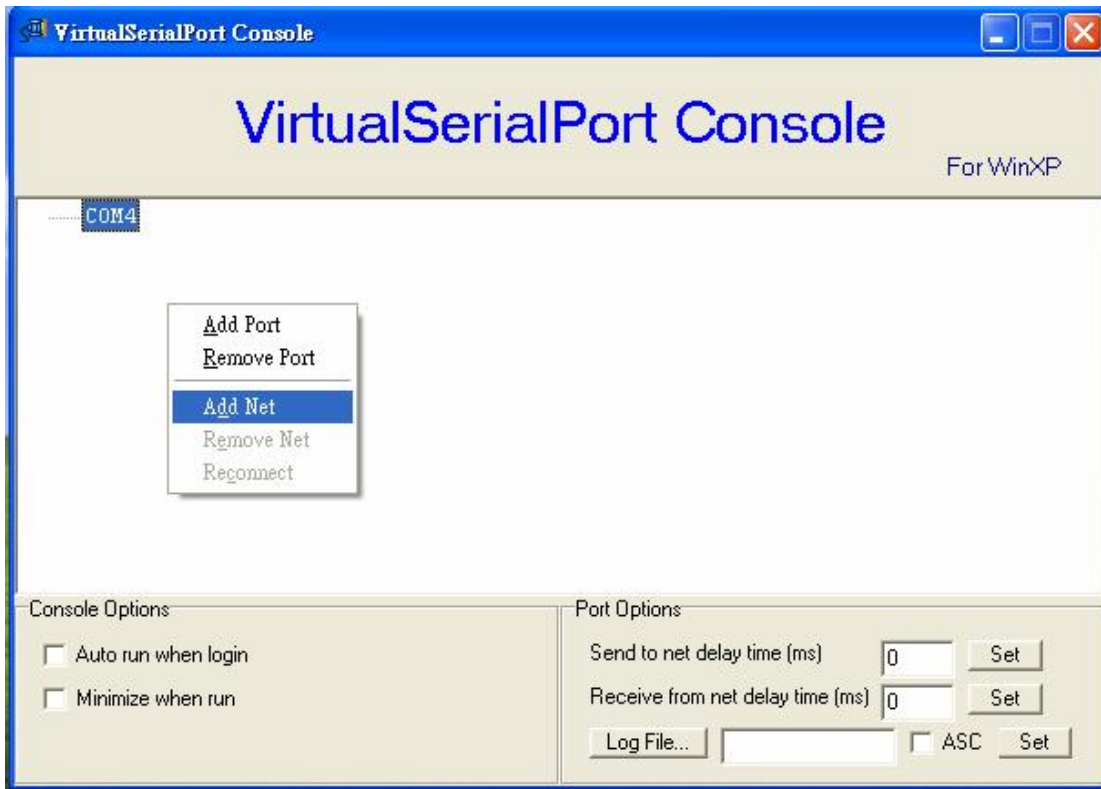 VirtualSerialPort Console
VirtualSerialPort Console
For WinXP
COM4
Add Port
Remove Port
Add Net
Remove Net
Reconnect
Console Options
Auto run when login
Minimize when run
Port Options
Send to net delay time (ms) 0 Set
Receive from net delay time (ms) 0 Set
Log File... ASC Set